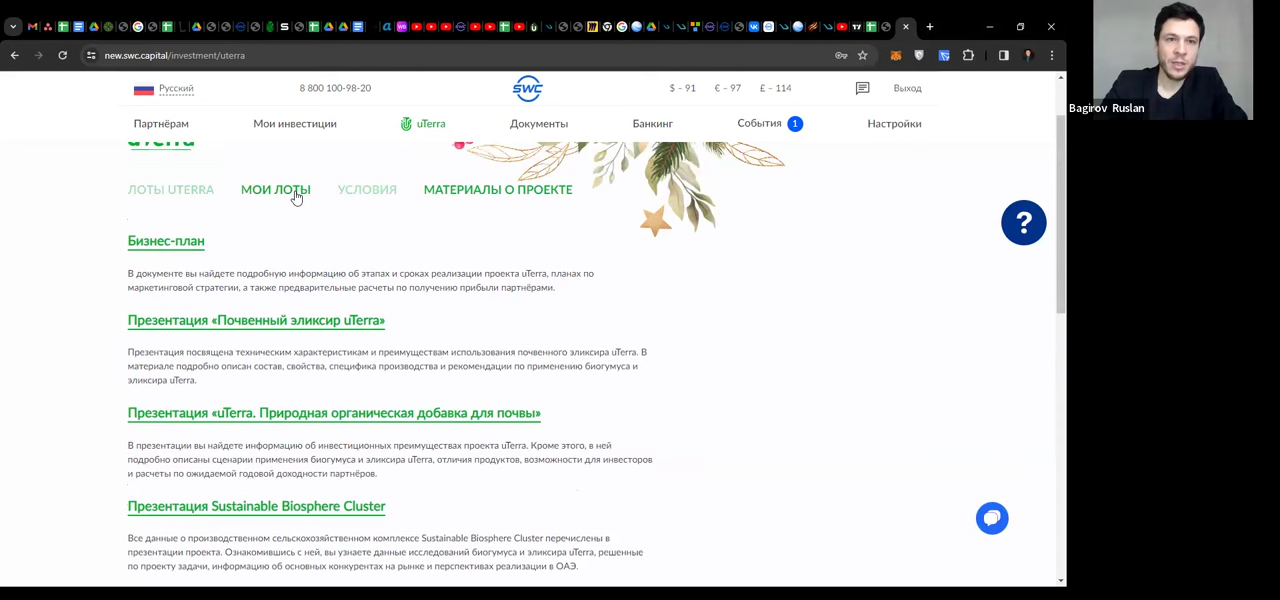 new.swc.capital/investment/uterra
Русский
8 800 100-98-20
swc
$ – 91
€ – 97
£ – 114
Выход
Партнёрам
Мои инвестиции
uTerra
Документы
Банкинг
События 1
Настройки
uTerra
ЛОТЫ UTERRA
МОИ ЛОТЫ
УСЛОВИЯ
МАТЕРИАЛЫ О ПРОЕКТЕ
Бизнес-план
В документе вы найдете подробную информацию об этапах и сроках реализации проекта uTerra, планах по
маркетинговой стратегии, а также предварительные расчеты по получению прибыли партнёрами.
Презентация «Почвенный эликсир uTerra»
Презентация посвящена техническим характеристикам и преимуществам использования почвенного эликсира uTerra. В
материале подробно описан состав, свойства, специфика производства и рекомендации по применению биогумуса и
эликсира uTerra.
Презентация «uTerra. Природная органическая добавка для почвы»
В презентации вы найдете информацию об инвестиционных преимуществах проекта uTerra. Кроме этого, в ней
подробно описаны сценарии применения биогумуса и эликсира uTerra, отличия продуктов, возможности для инвесторов
и расчеты по ожидаемой годовой доходности партнёров.
Презентация Sustainable Biosphere Cluster
Все данные о производственном сельскохозяйственном комплексе Sustainable Biosphere Cluster перечислены в
презентации проекта. Ознакомившись с ней, вы узнаете данные исследований биогумуса и эликсира uTerra, решенные
по проекту задачи, информацию об основных конкурентах на рынке и перспективах реализации в ОАЭ.
?
Bagirov Ruslan